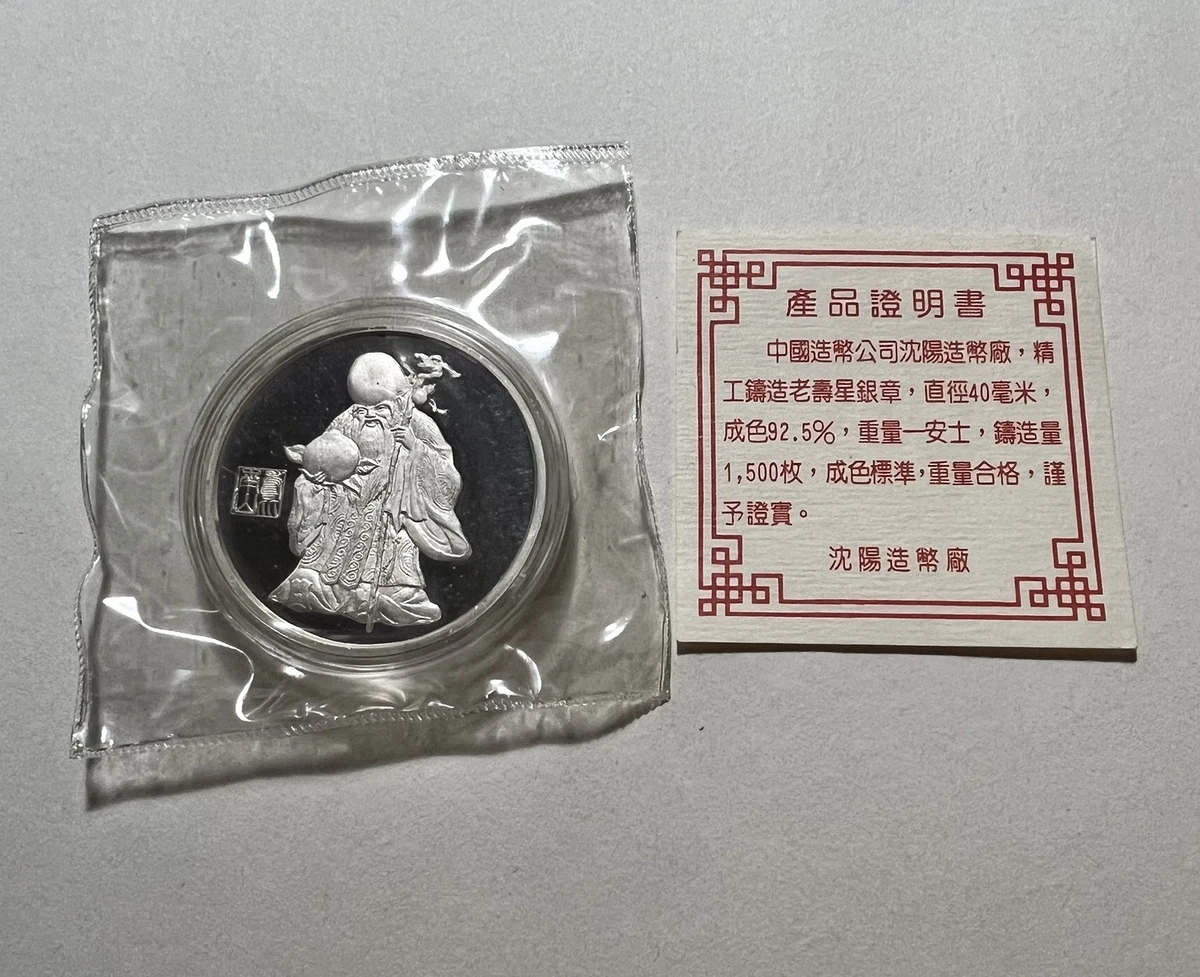 產品證明書
中國造幣公司沈陽造幣廠，精
工鑄造老壽星銀章，直徑40毫米，
成色92.5%，重量一安士，鑄造量
1,500枚，成色標準，重量合格，謹
予證實。
沈陽造幣廠